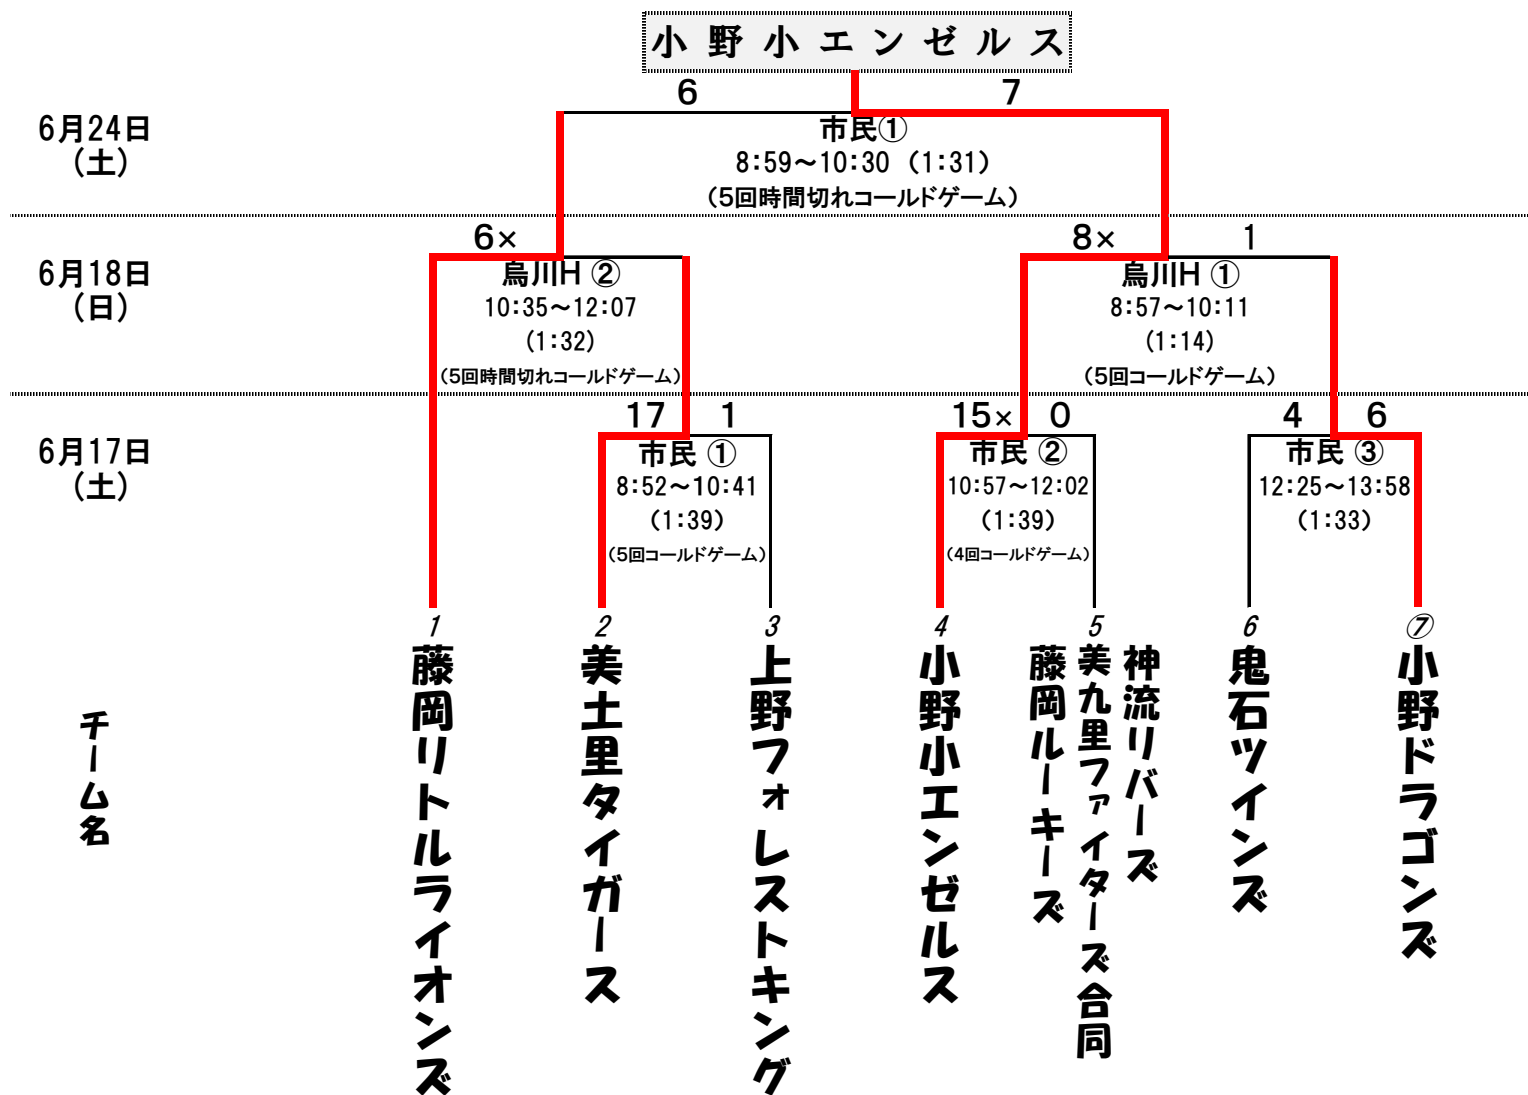 小野小エンゼルス
6 7
6月24日
（土）
市民①
8:59～10:30（1:31）
（5回時間切れコールドゲーム）
6× 8× 1
6月18日
（日）
烏川H ②
10:35～12:07
（1:32）
（5回時間切れコールドゲーム）
烏川H ①
8:57～10:11
（1:14）
（5回コールドゲーム）
17 1 15× 0 4 6
6月17日
（土）
市民 ①
8:52～10:41
（1:39）
（5回コールドゲーム）
市民 ②
10:57～12:02
（1:39）
（4回コールドゲーム）
市民 ③
12:25～13:58
（1:33）
チーム名
1
藤岡リトルライオンズ
2
美土里タイガース
3
上野フォレストキング
4
小野小エンゼルス
5
神流リバーズ
美九里ファイターズ合同
藤岡ルーキーズ
6
鬼石ツインズ
⑦
小野ドラゴンズ